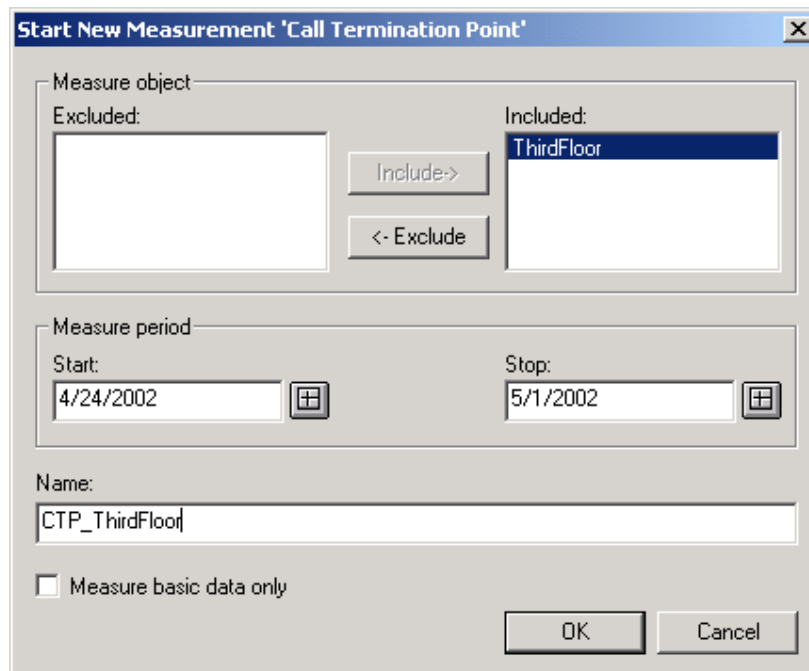 Start New Measurement 'Call Termination Point'
Measure object
Excluded:
Included:
ThirdFloor
Include->
<- Exclude
Measure period
Start:
Stop:
4/24/2002
5/1/2002
Name:
CTP_ThirdFloor
Measure basic data only
OK
Cancel